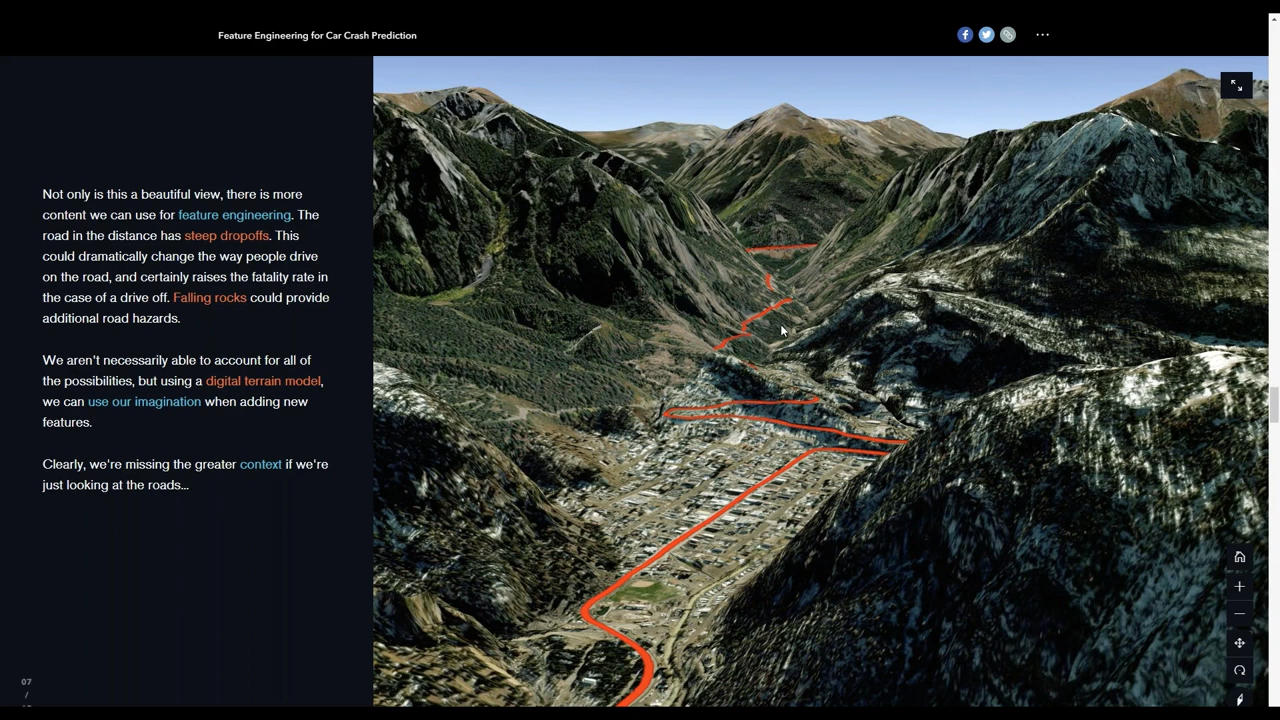 Feature Engineering for Car Crash Prediction
Not only is this a beautiful view, there is more
content we can use for feature engineering. The
road in the distance has steep dropoffs. This
could dramatically change the way people drive
on the road, and certainly raises the fatality rate in
the case of a drive off. Falling rocks could provide
additional road hazards.
We aren't necessarily able to account for all of
the possibilities, but using a digital terrain model,
we can use our imagination when adding new
features.
Clearly, we're missing the greater context if we're
just looking at the roads...
07
/